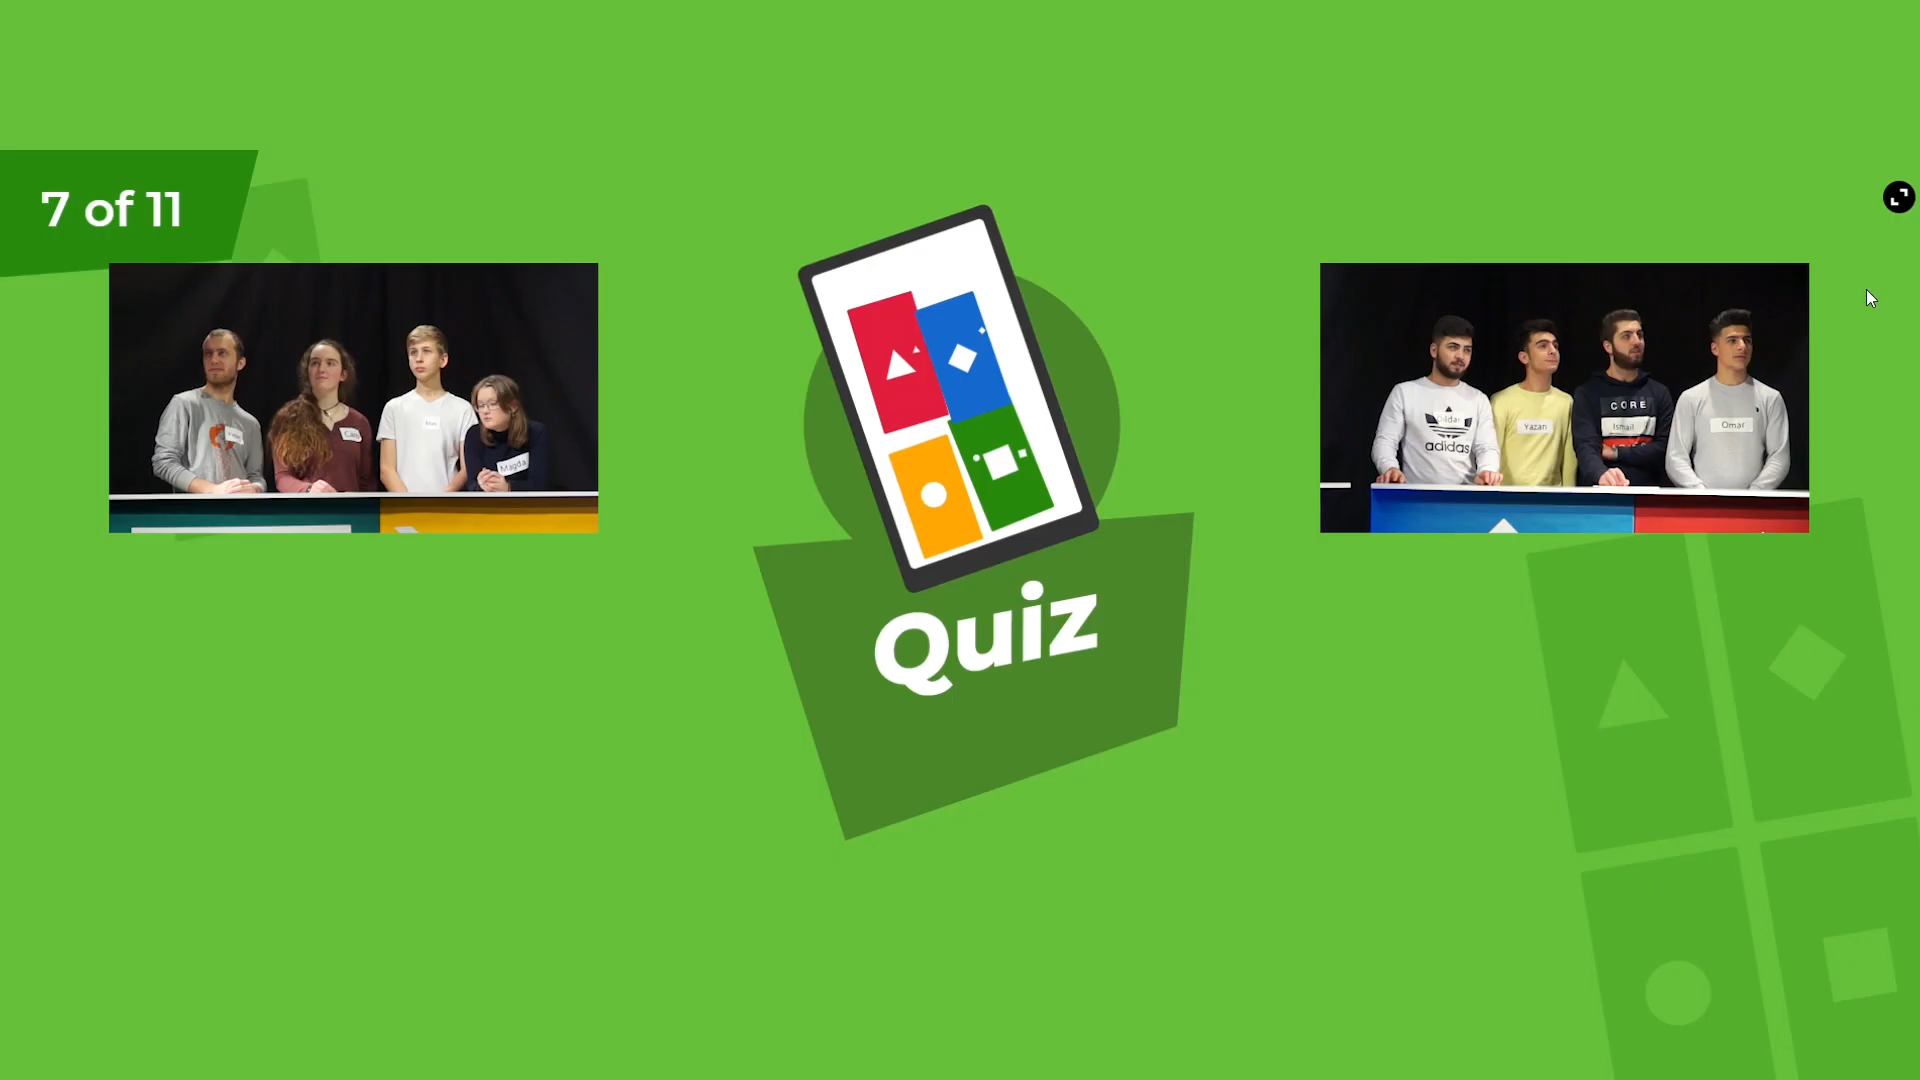 7 of 11
Quiz
Magda
adidas
Yazan
CORE
Ismail
Omar